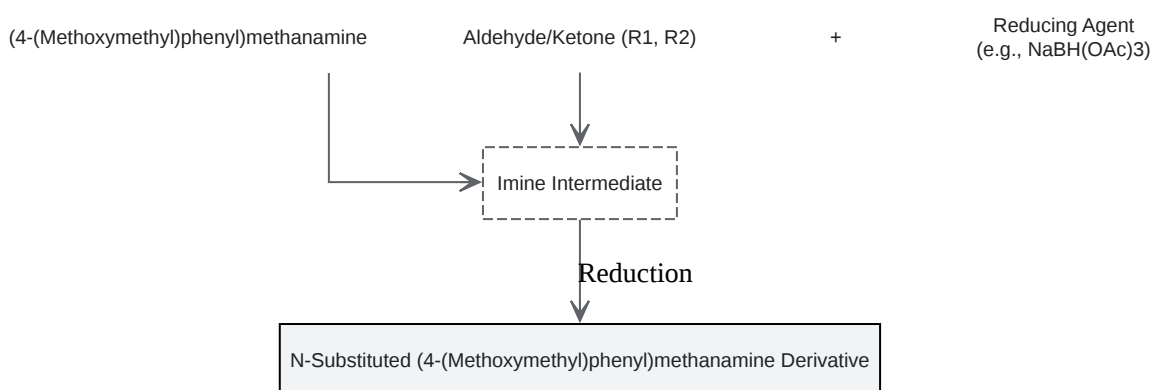 (4-(Methoxymethyl)phenyl)methanamine
Aldehyde/Ketone (R1, R2)
+
Reducing Agent
(e.g., NaBH(OAc)3)
Imine Intermediate
Reduction
N-Substituted (4-(Methoxymethyl)phenyl)methanamine Derivative